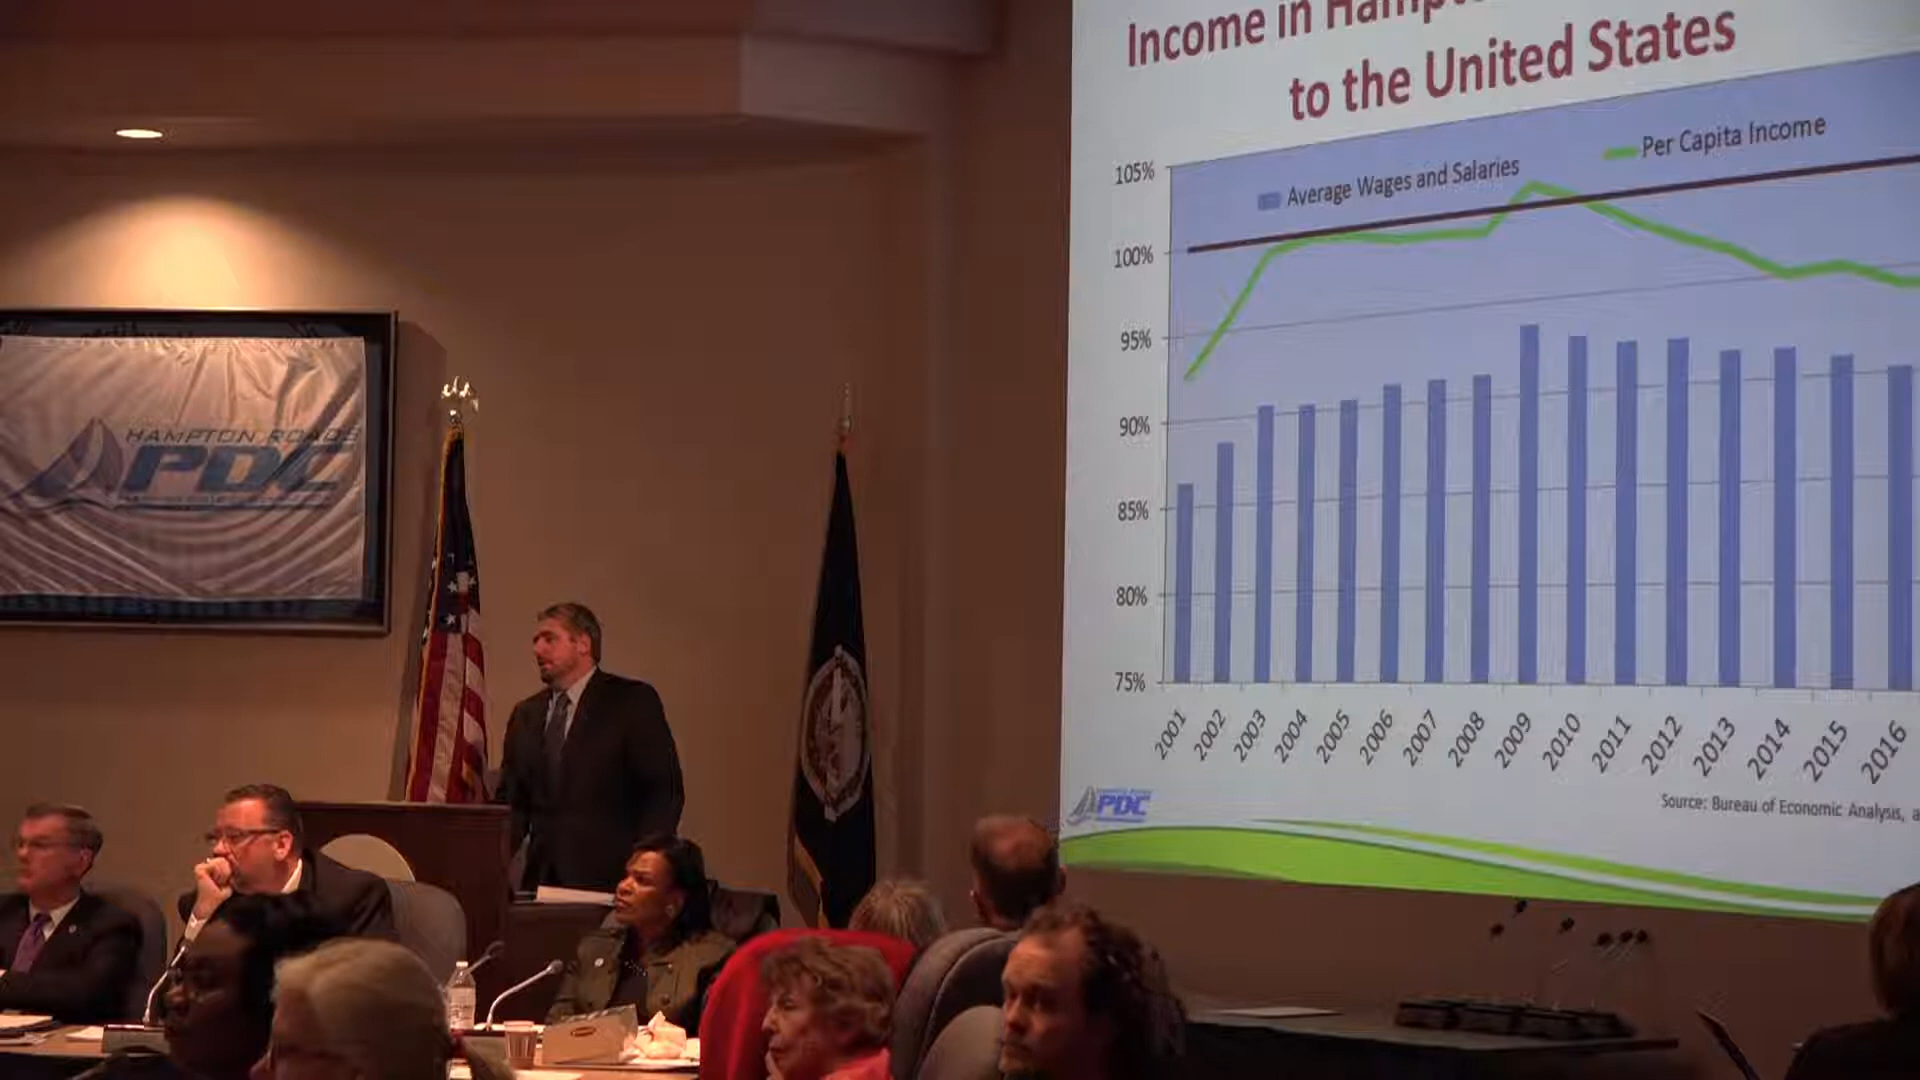 Income in
to the United States
Average Wages and Salaries
Per Capita Income
105%
100%
95%
90%
85%
80%
75%
2001
2002
2003
2004
2005
2006
2007
2008
2009
2010
2011
2012
2013
2014
2015
2016
Source: Bureau of Economic Analysis,
PDC
HAMPTON ROADS
PDC